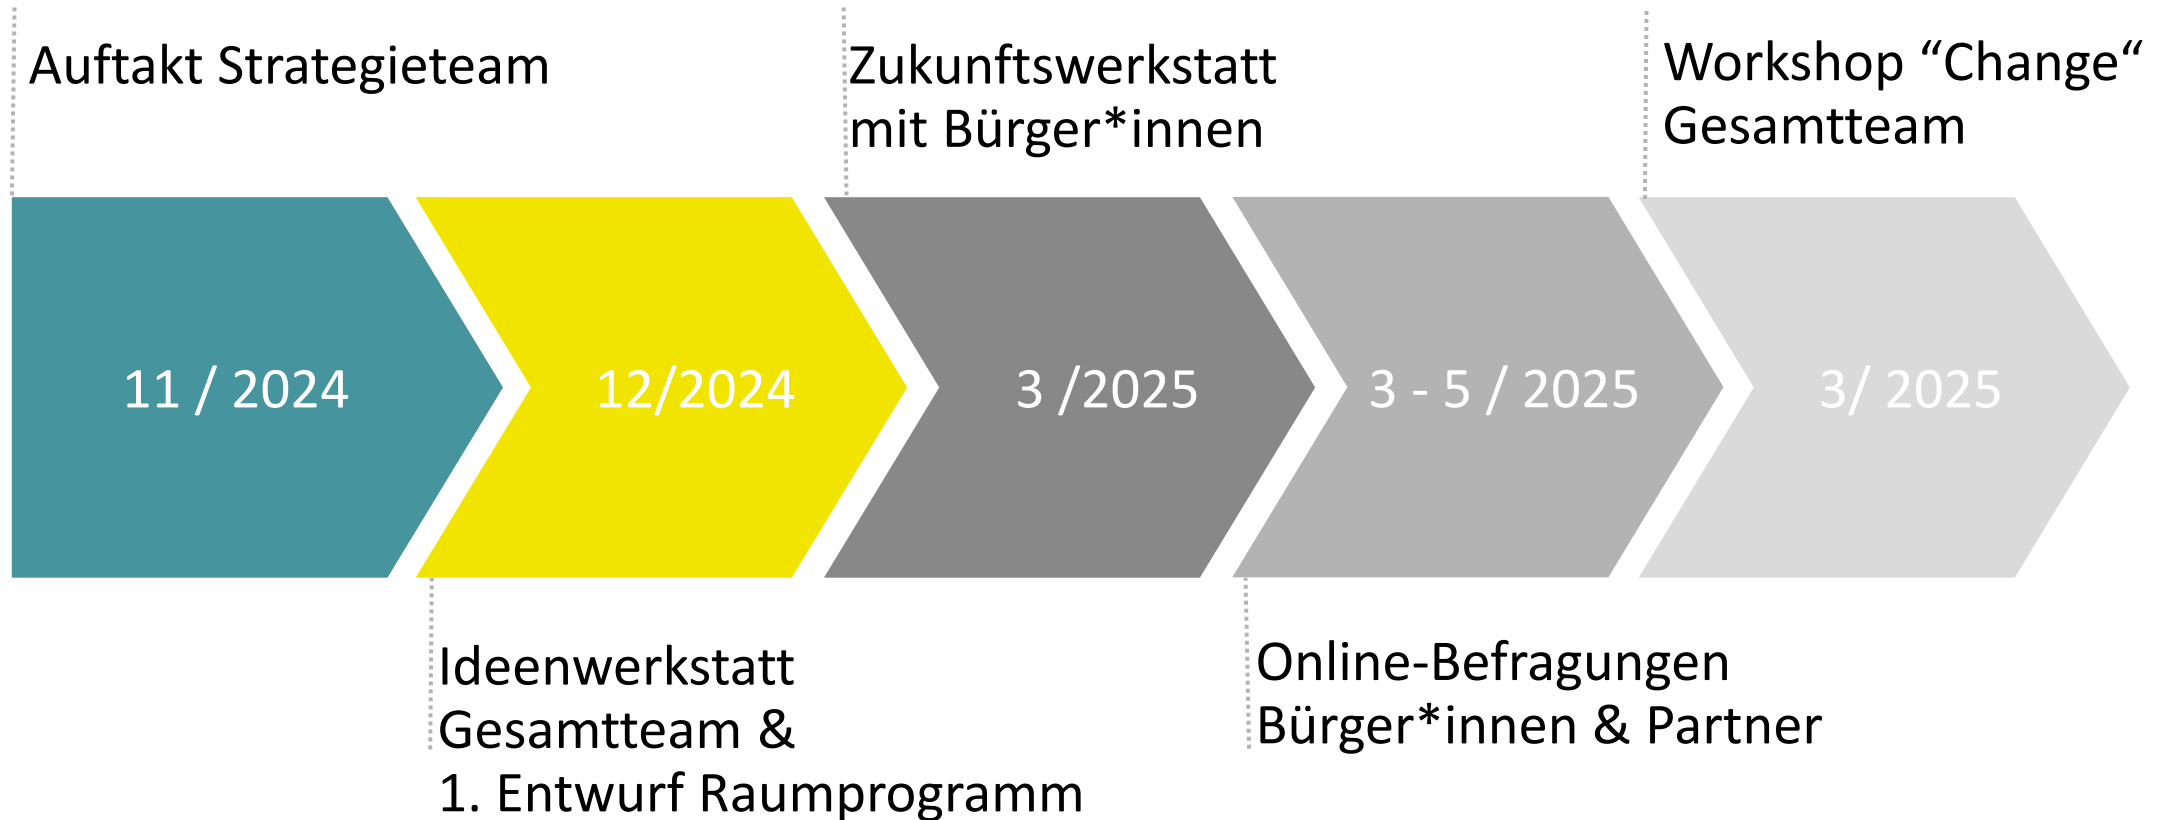 Auftakt Strategieteam
Zukunftswerkstatt
mit Bürger*innen
Workshop “Change“
Gesamtteam
11 / 2024
12/2024
3 /2025
3 - 5 / 2025
3/ 2025
Ideenwerkstatt
Gesamtteam &
1. Entwurf Raumprogramm
Online-Befragungen
Bürger*innen & Partner